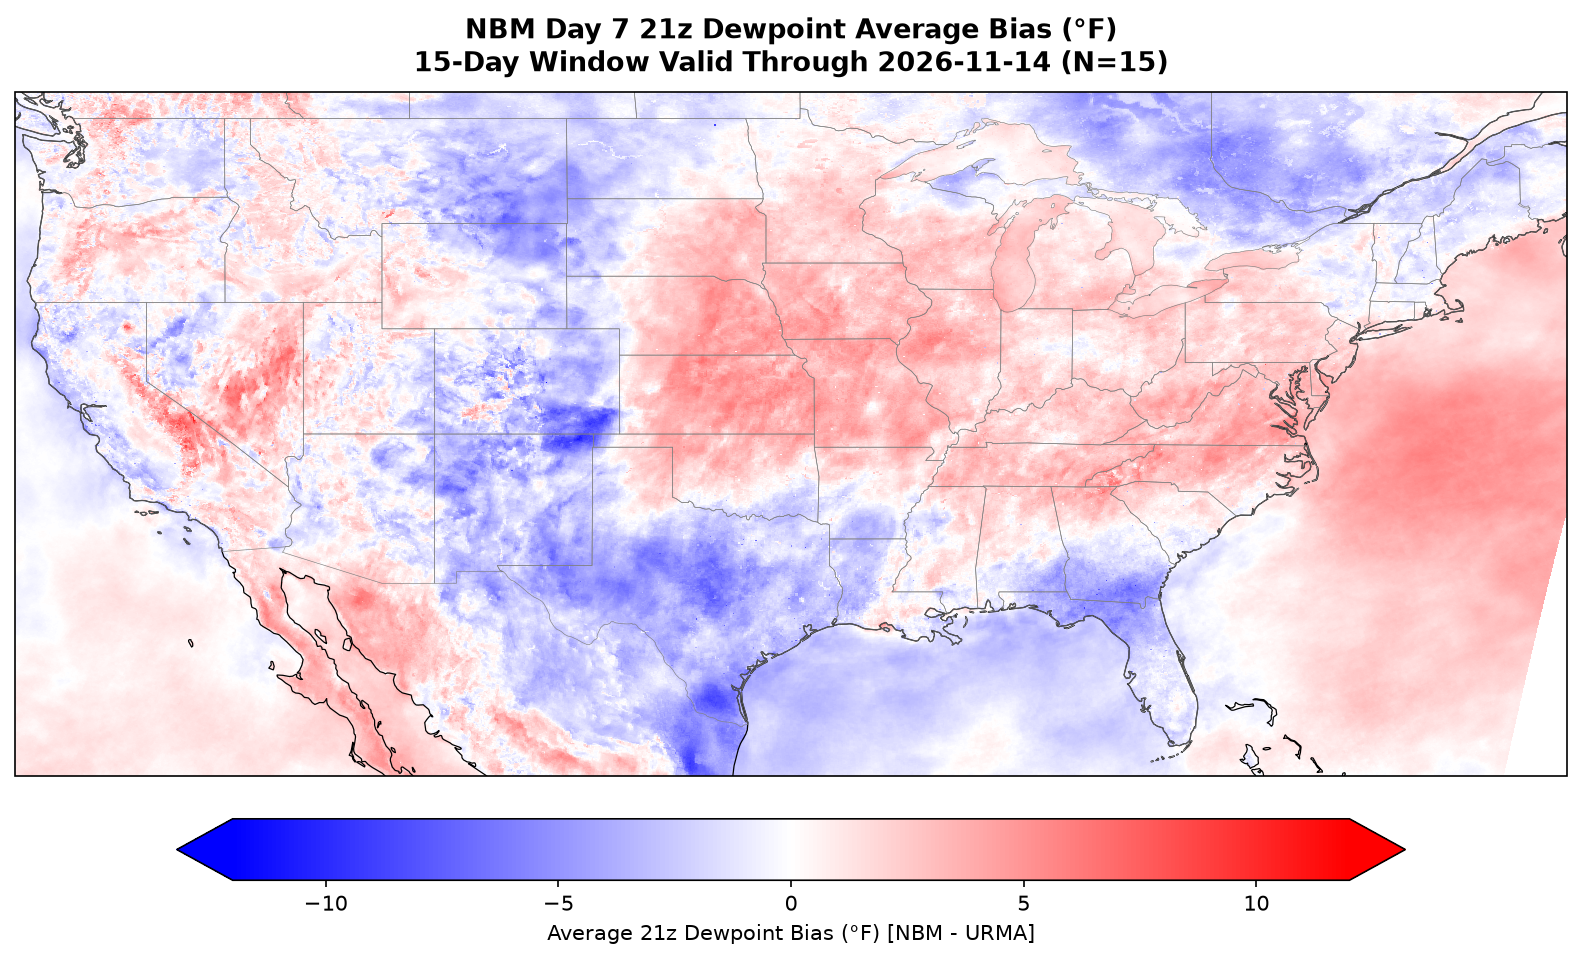 NBM Day 7 21z Dewpoint Average Bias (°F)
15-Day Window Valid Through 2026-11-14 (N=15)
−10 −5 0 5 10
Average 21z Dewpoint Bias (°F) [NBM - URMA]